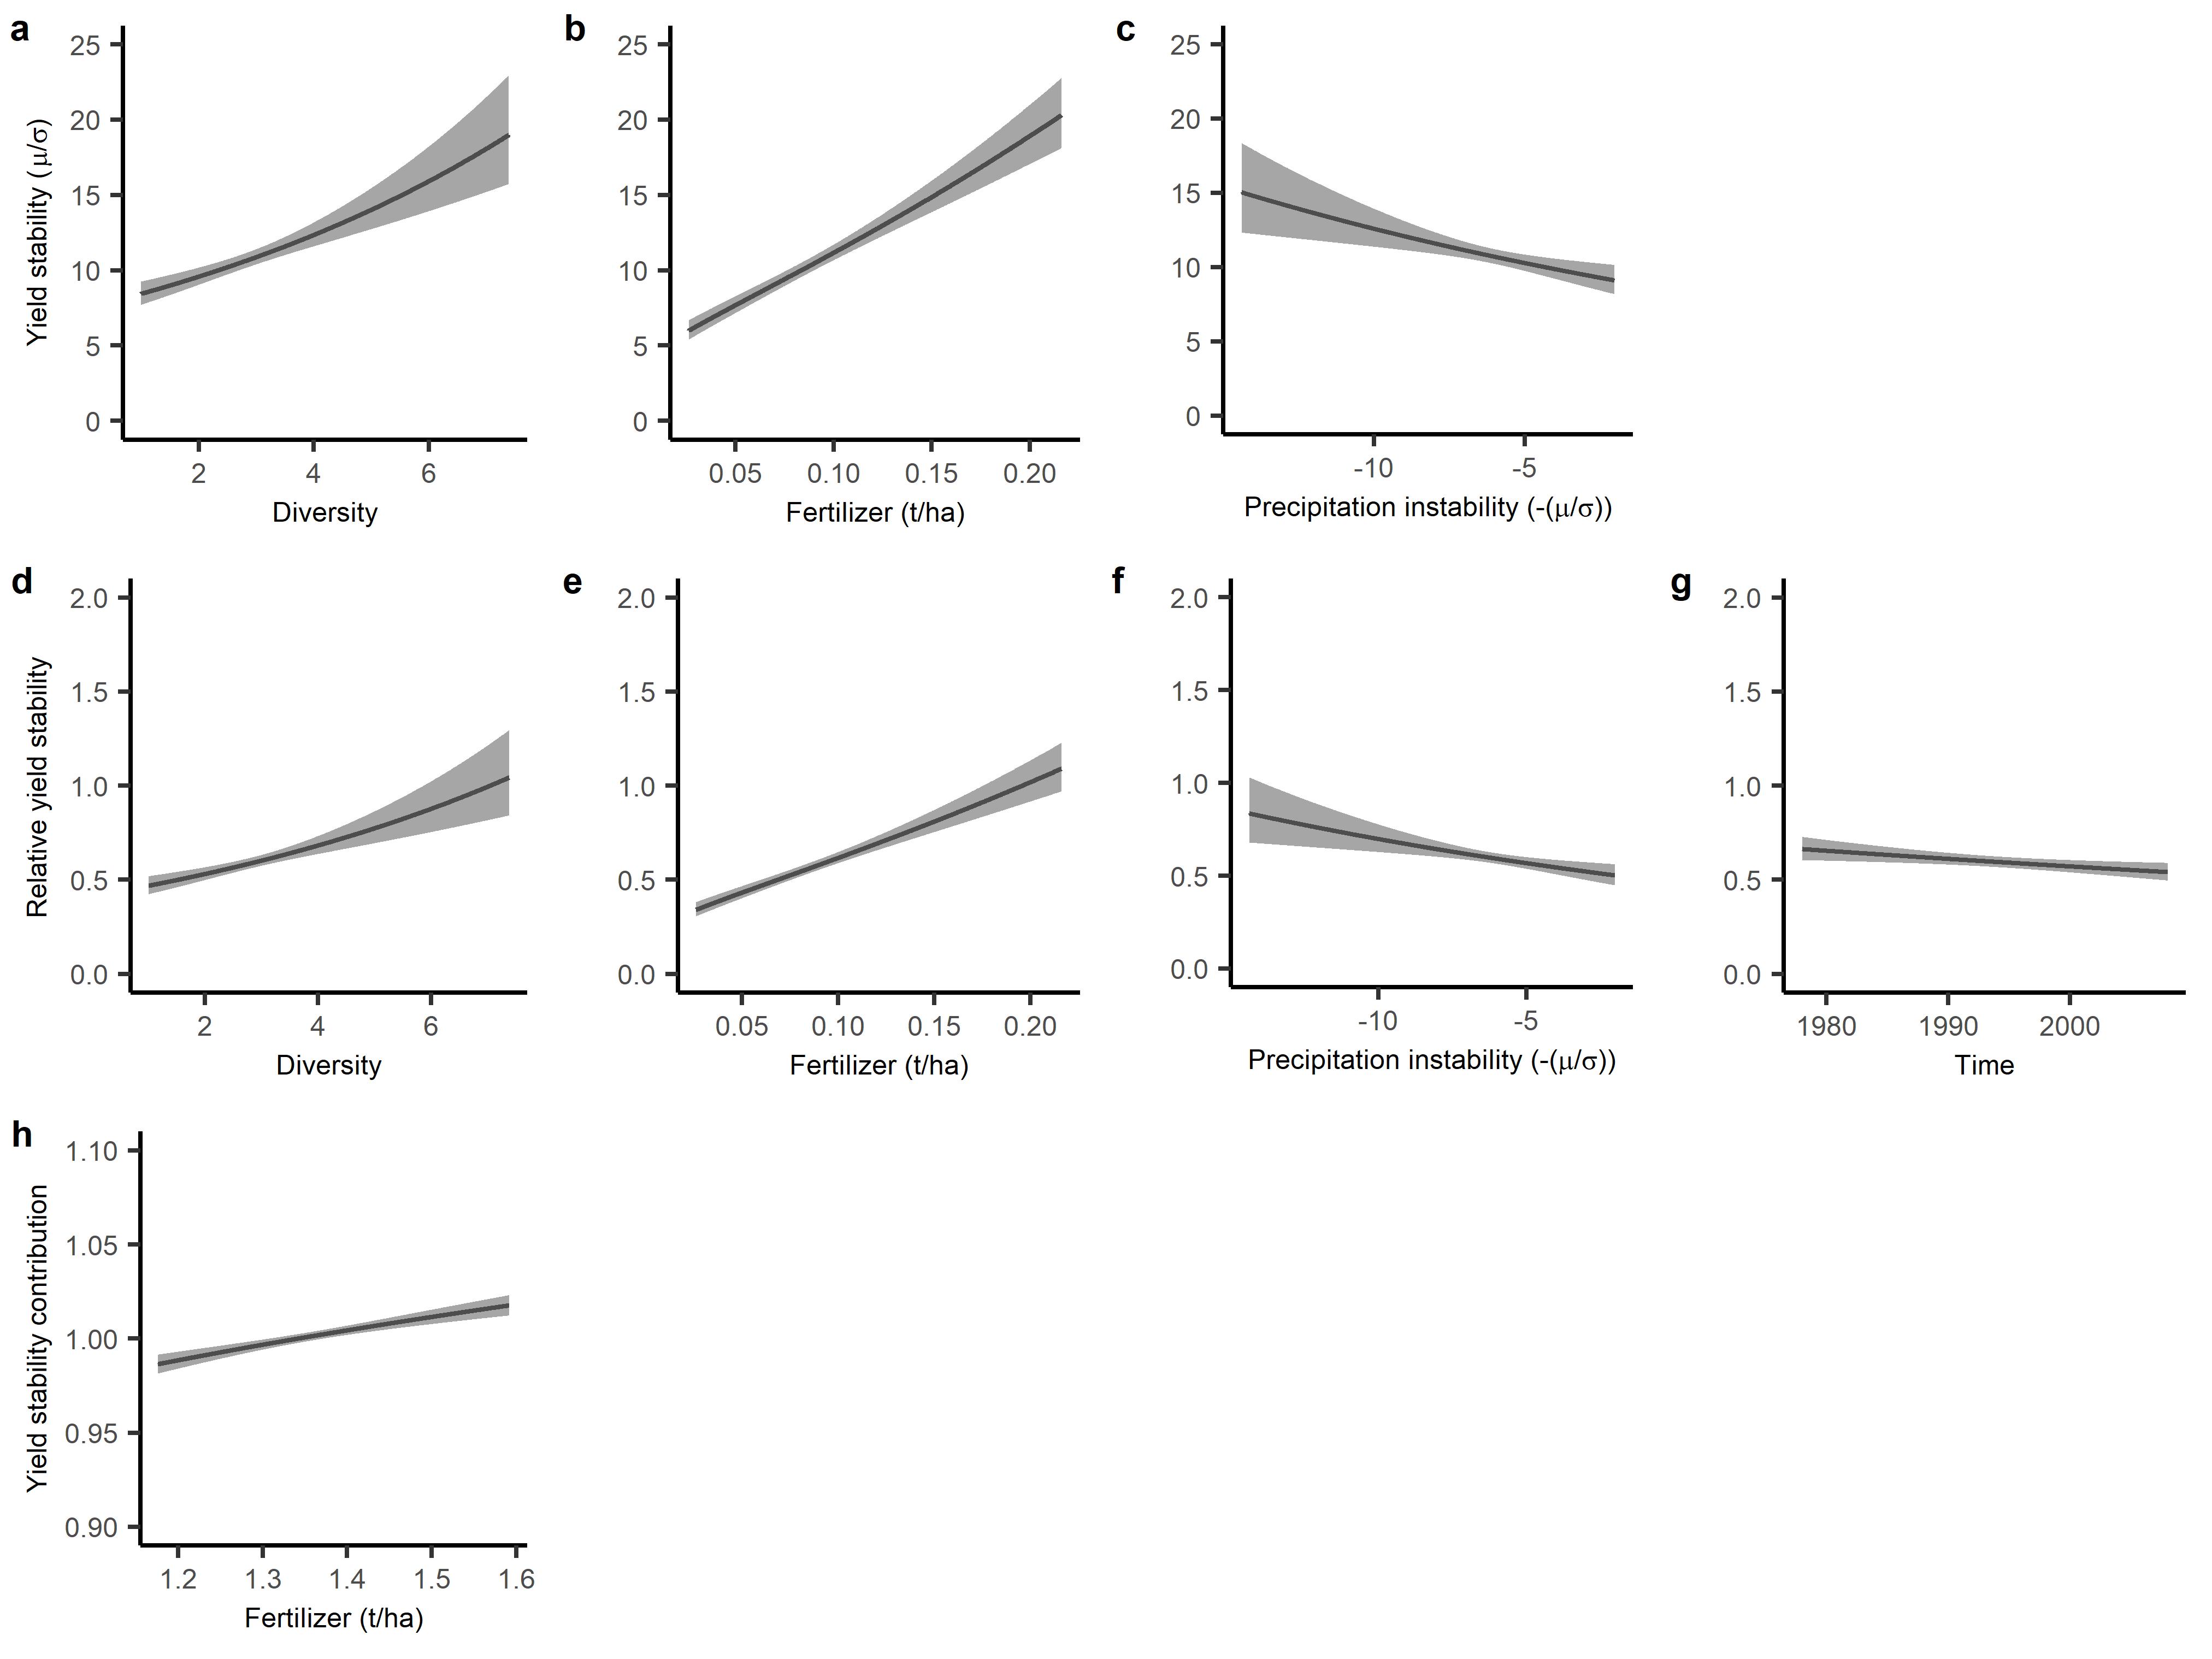 a
25
20
15
10
5
0
Yield stability (μ/σ)
2 4 6
Diversity
b
25
20
15
10
5
0
0.05 0.10 0.15 0.20
Fertilizer (t/ha)
c
25
20
15
10
5
0
-10 -5
Precipitation instability (-(μ/σ))
d
2.0
1.5
1.0
0.5
0.0
Relative yield stability
2 4 6
Diversity
e
2.0
1.5
1.0
0.5
0.0
0.05 0.10 0.15 0.20
Fertilizer (t/ha)
f
2.0
1.5
1.0
0.5
0.0
-10 -5
Precipitation instability (-(μ/σ))
g
2.0
1.5
1.0
0.5
0.0
1980 1990 2000
Time
h
1.10
1.05
1.00
0.95
0.90
Yield stability contribution
1.2 1.3 1.4 1.5 1.6
Fertilizer (t/ha)